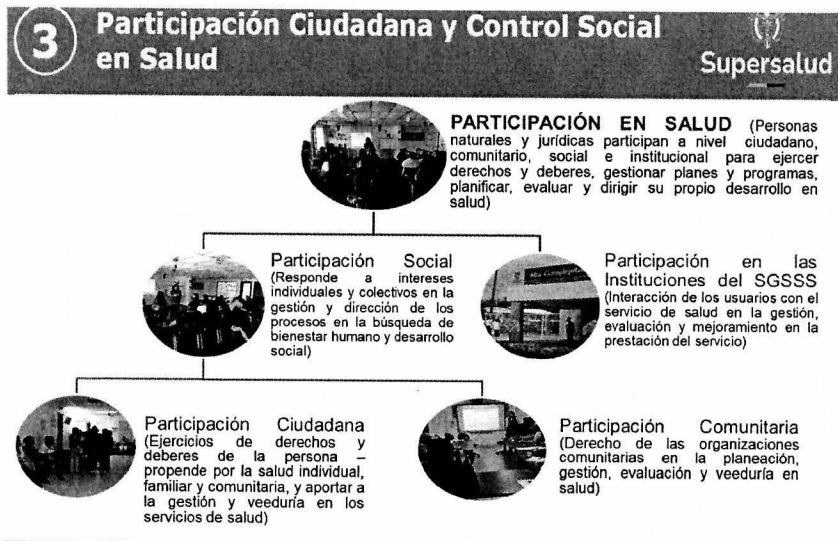 3
Participación Ciudadana y Control Social
en Salud
Supersalud
PARTICIPACIÓN EN SALUD (Personas
naturales y jurídicas participan a nivel ciudadano,
comunitario, social e institucional para ejercer
derechos y deberes, gestionar planes y programas,
planificar, evaluar y dirigir su propio desarrollo en
salud)
Participación Social
(Responde a intereses
individuales y colectivos en la
gestión y dirección de los
procesos en la búsqueda de
bienestar humano y desarrollo
social)
Participación en las
Instituciones del SGSSS
(Interacción de los usuarios con el
servicio de salud en la gestión,
evaluación y mejoramiento en la
prestación del servicio)
Participación Ciudadana
(Ejercicios de derechos y
deberes de la persona –
propende por la salud individual,
familiar y comunitaria, y aportar a
la gestión y veeduría en los
servicios de salud)
Participación Comunitaria
(Derecho de las organizaciones
comunitarias en la planeación,
gestión, evaluación y veeduría en
salud)